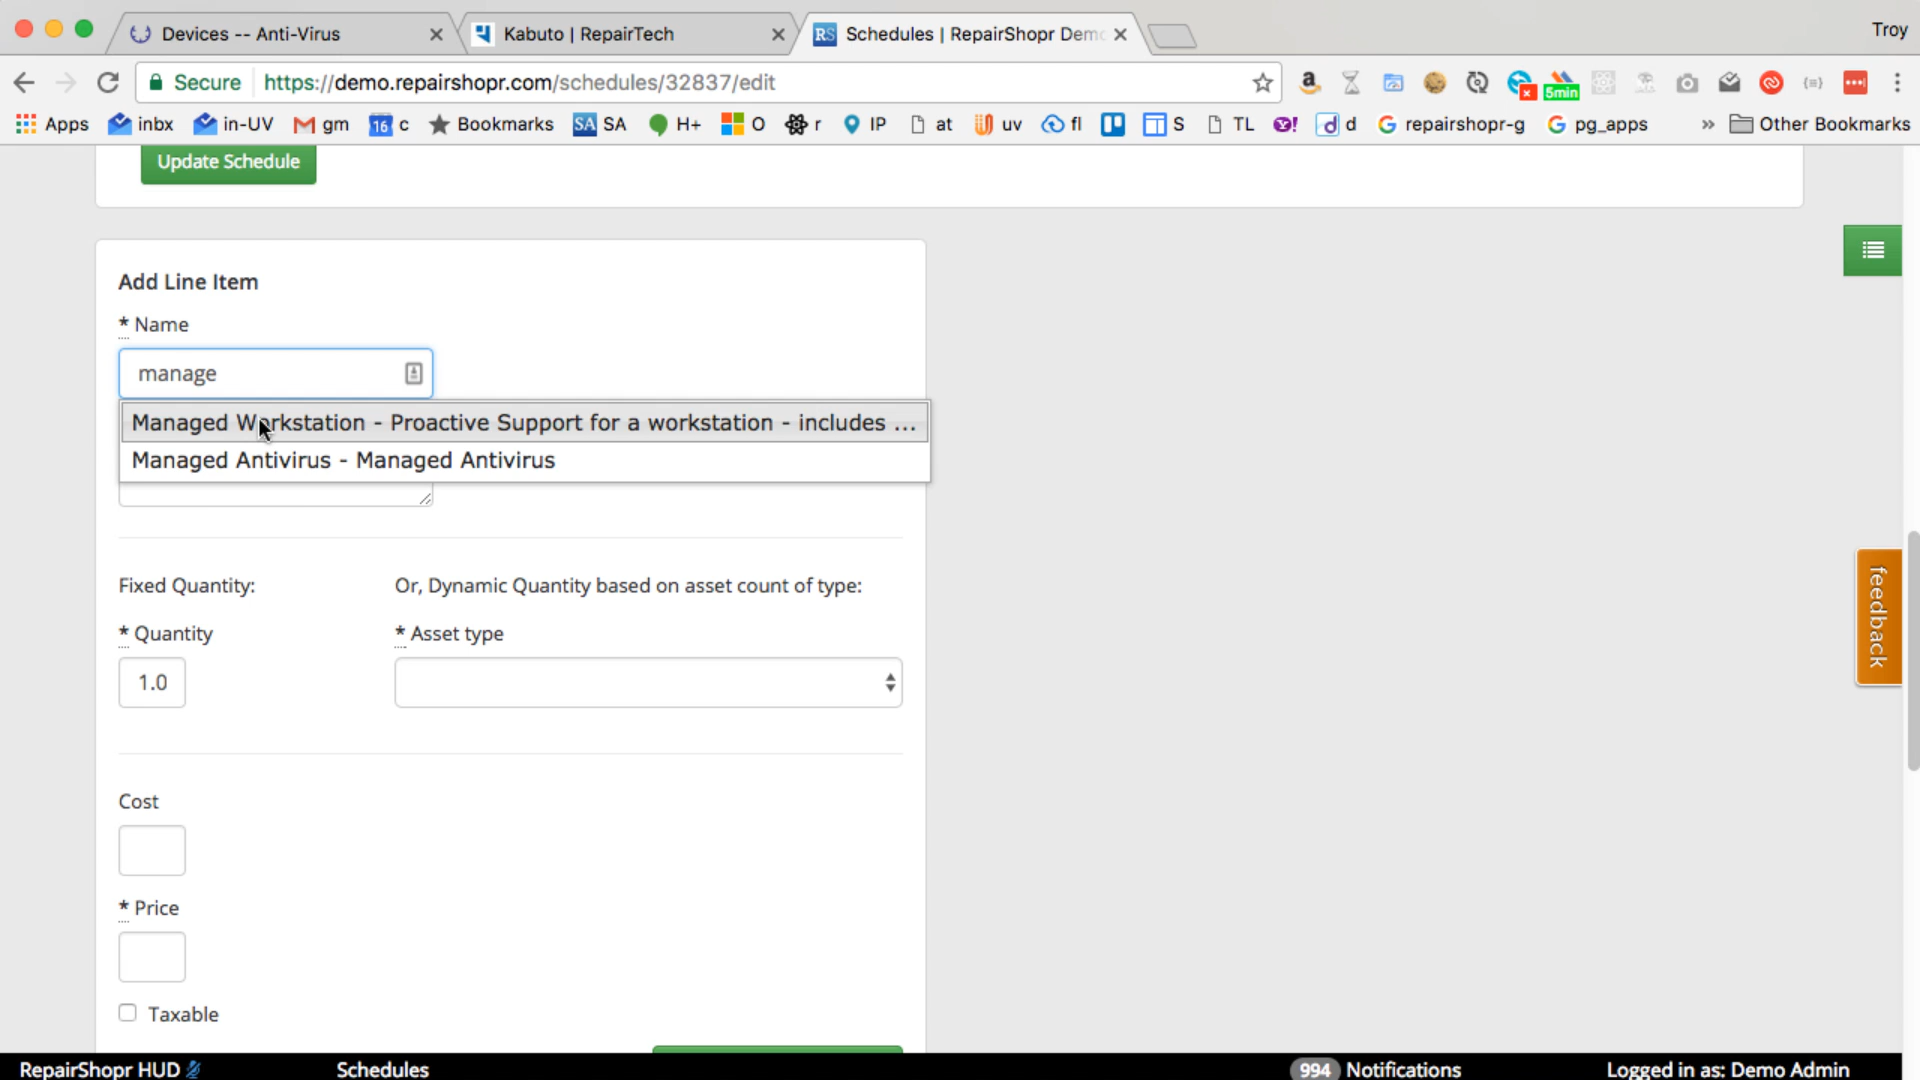 Devices -- Anti-Virus
Kabuto | RepairTech
RS Schedules | RepairShopr Demo
Troy
Secure https://demo.repairshopr.com/schedules/32837/edit
5min
Apps inbx in-UV gm 16 c Bookmarks SA SA H+ O r IP at uv fl S TL d d repairshopr-g pg_apps » Other Bookmarks
Update Schedule
Add Line Item
* Name
manage
Managed Workstation - Proactive Support for a workstation - includes ...
Managed Antivirus - Managed Antivirus
Fixed Quantity:
Or, Dynamic Quantity based on asset count of type:
* Quantity
* Asset type
1.0
feedback
Cost
* Price
Taxable
RepairShopr HUD
Schedules
994 Notifications
Logged in as: Demo Admin